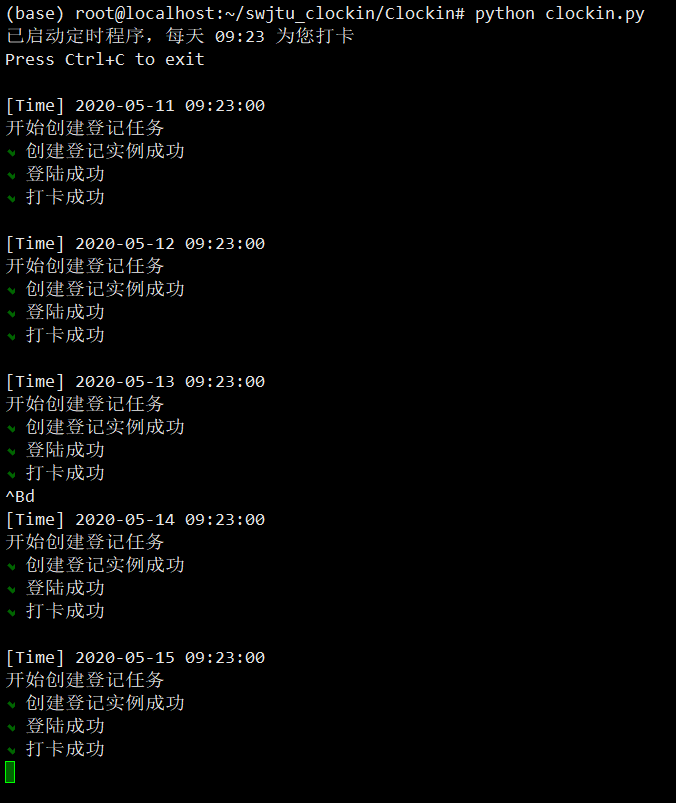 (base) root@localhost:~/swjtu_clockin/Clockin# python clockin.py
已启动定时程序，每天 09:23 为您打卡
Press Ctrl+C to exit
[Time] 2020-05-11 09:23:00
开始创建登记任务
✔ 创建登记实例成功
✔ 登陆成功
✔ 打卡成功
[Time] 2020-05-12 09:23:00
开始创建登记任务
✔ 创建登记实例成功
✔ 登陆成功
✔ 打卡成功
[Time] 2020-05-13 09:23:00
开始创建登记任务
✔ 创建登记实例成功
✔ 登陆成功
✔ 打卡成功
^Bd
[Time] 2020-05-14 09:23:00
开始创建登记任务
✔ 创建登记实例成功
✔ 登陆成功
✔ 打卡成功
[Time] 2020-05-15 09:23:00
开始创建登记任务
✔ 创建登记实例成功
✔ 登陆成功
✔ 打卡成功